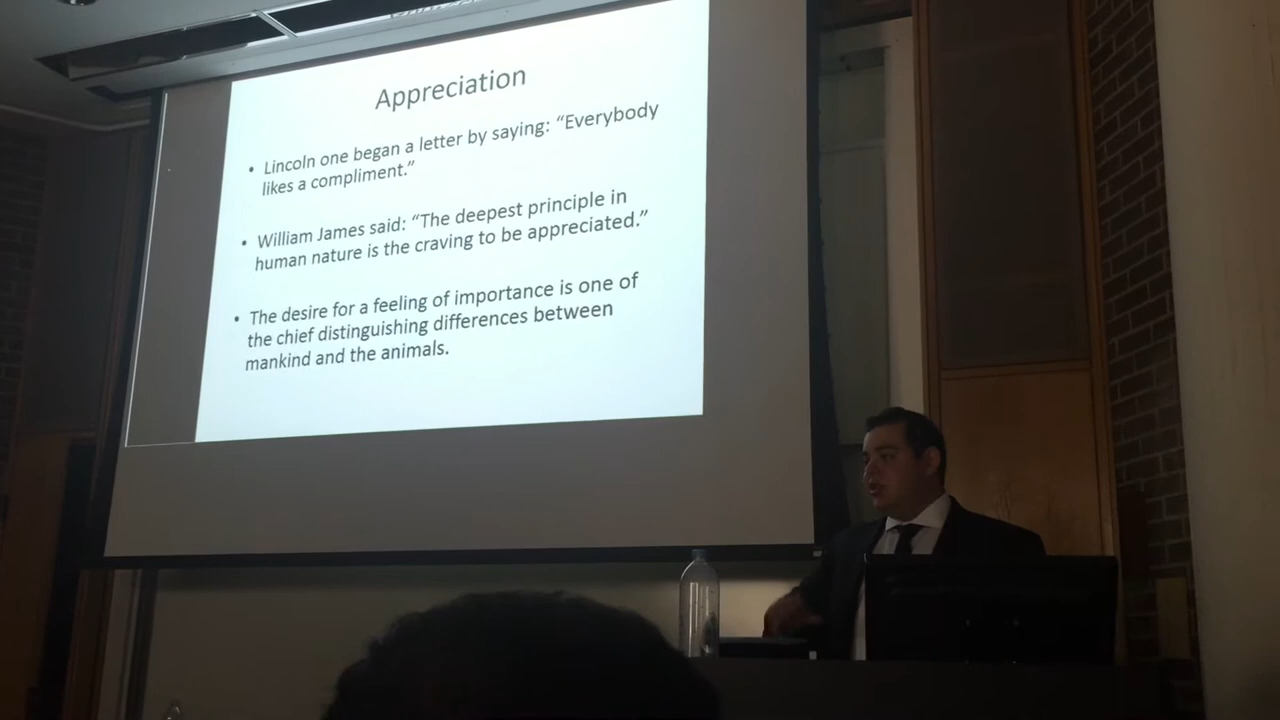 Appreciation
• Lincoln one began a letter by saying: “Everybody
likes a compliment.”
• William James said: “The deepest principle in
human nature is the craving to be appreciated.”
• The desire for a feeling of importance is one of
the chief distinguishing differences between
mankind and the animals.